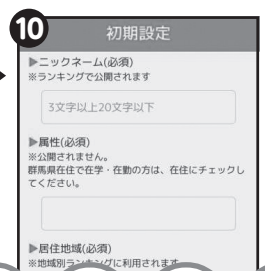 10
初期設定
▶ニックネーム(必須)
※ランキングで公開されます
3文字以上20文字以下
▶属性(必須)
※公開されません。
群馬県在住で在学・在勤の方は、在住にチェックし
てください。
▶居住地域(必須)
※地域別ランキングに利用されます